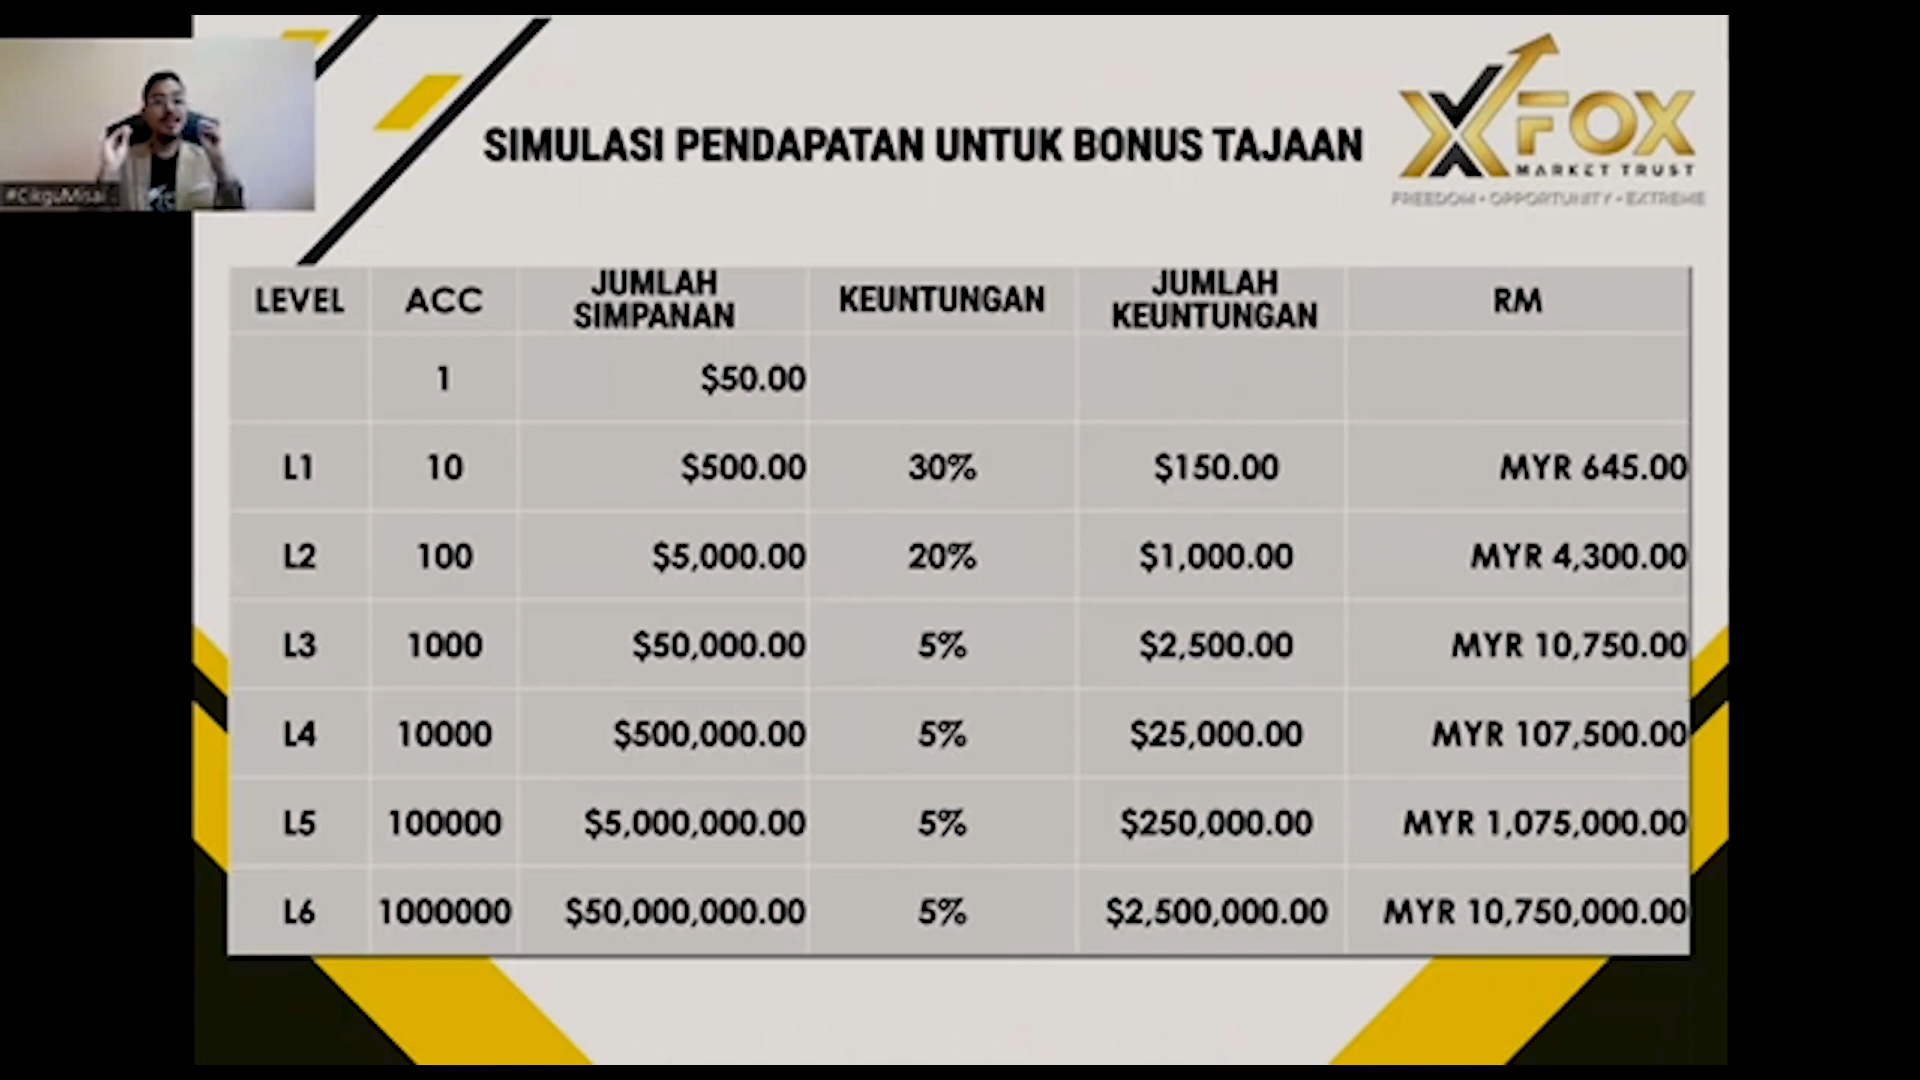 #CikguMisai
SIMULASI PENDAPATAN UNTUK BONUS TAJAAN
XFOX
MARKET TRUST
FREEDOM • OPPORTUNITY • EXTREME
LEVEL ACC JUMLAH SIMPANAN KEUNTUNGAN JUMLAH KEUNTUNGAN RM
1 $50.00
L1 10 $500.00 30% $150.00 MYR 645.00
L2 100 $5,000.00 20% $1,000.00 MYR 4,300.00
L3 1000 $50,000.00 5% $2,500.00 MYR 10,750.00
L4 10000 $500,000.00 5% $25,000.00 MYR 107,500.00
L5 100000 $5,000,000.00 5% $250,000.00 MYR 1,075,000.00
L6 1000000 $50,000,000.00 5% $2,500,000.00 MYR 10,750,000.00